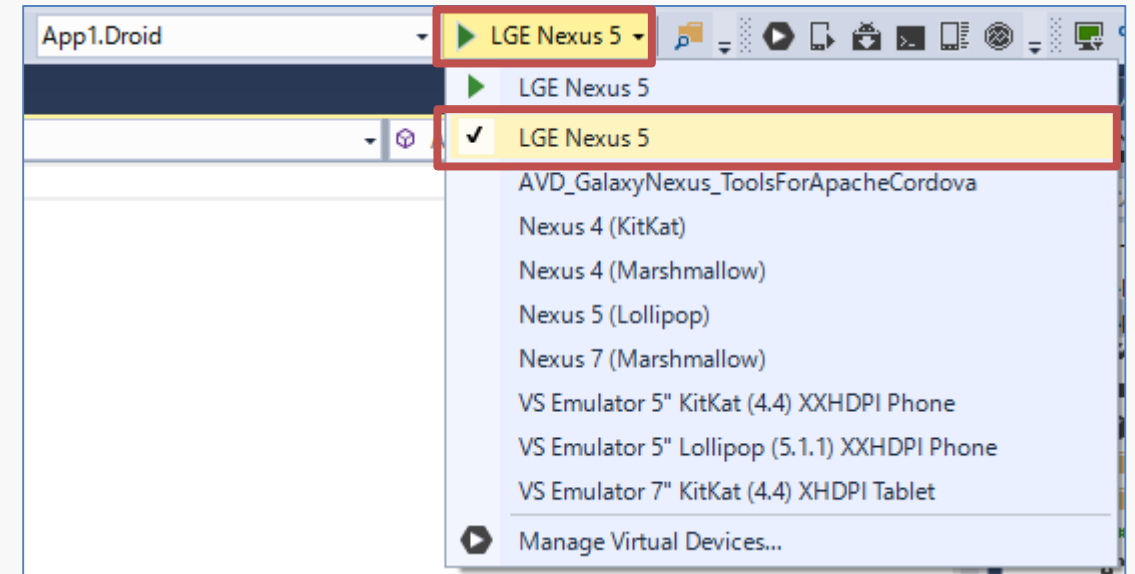 App1.Droid
LGE Nexus 5
LGE Nexus 5
LGE Nexus 5
AVD_GalaxyNexus_ToolsForApacheCordova
Nexus 4 (KitKat)
Nexus 4 (Marshmallow)
Nexus 5 (Lollipop)
Nexus 7 (Marshmallow)
VS Emulator 5" KitKat (4.4) XXHDPI Phone
VS Emulator 5" Lollipop (5.1.1) XXHDPI Phone
VS Emulator 7" KitKat (4.4) XHDPI Tablet
Manage Virtual Devices...